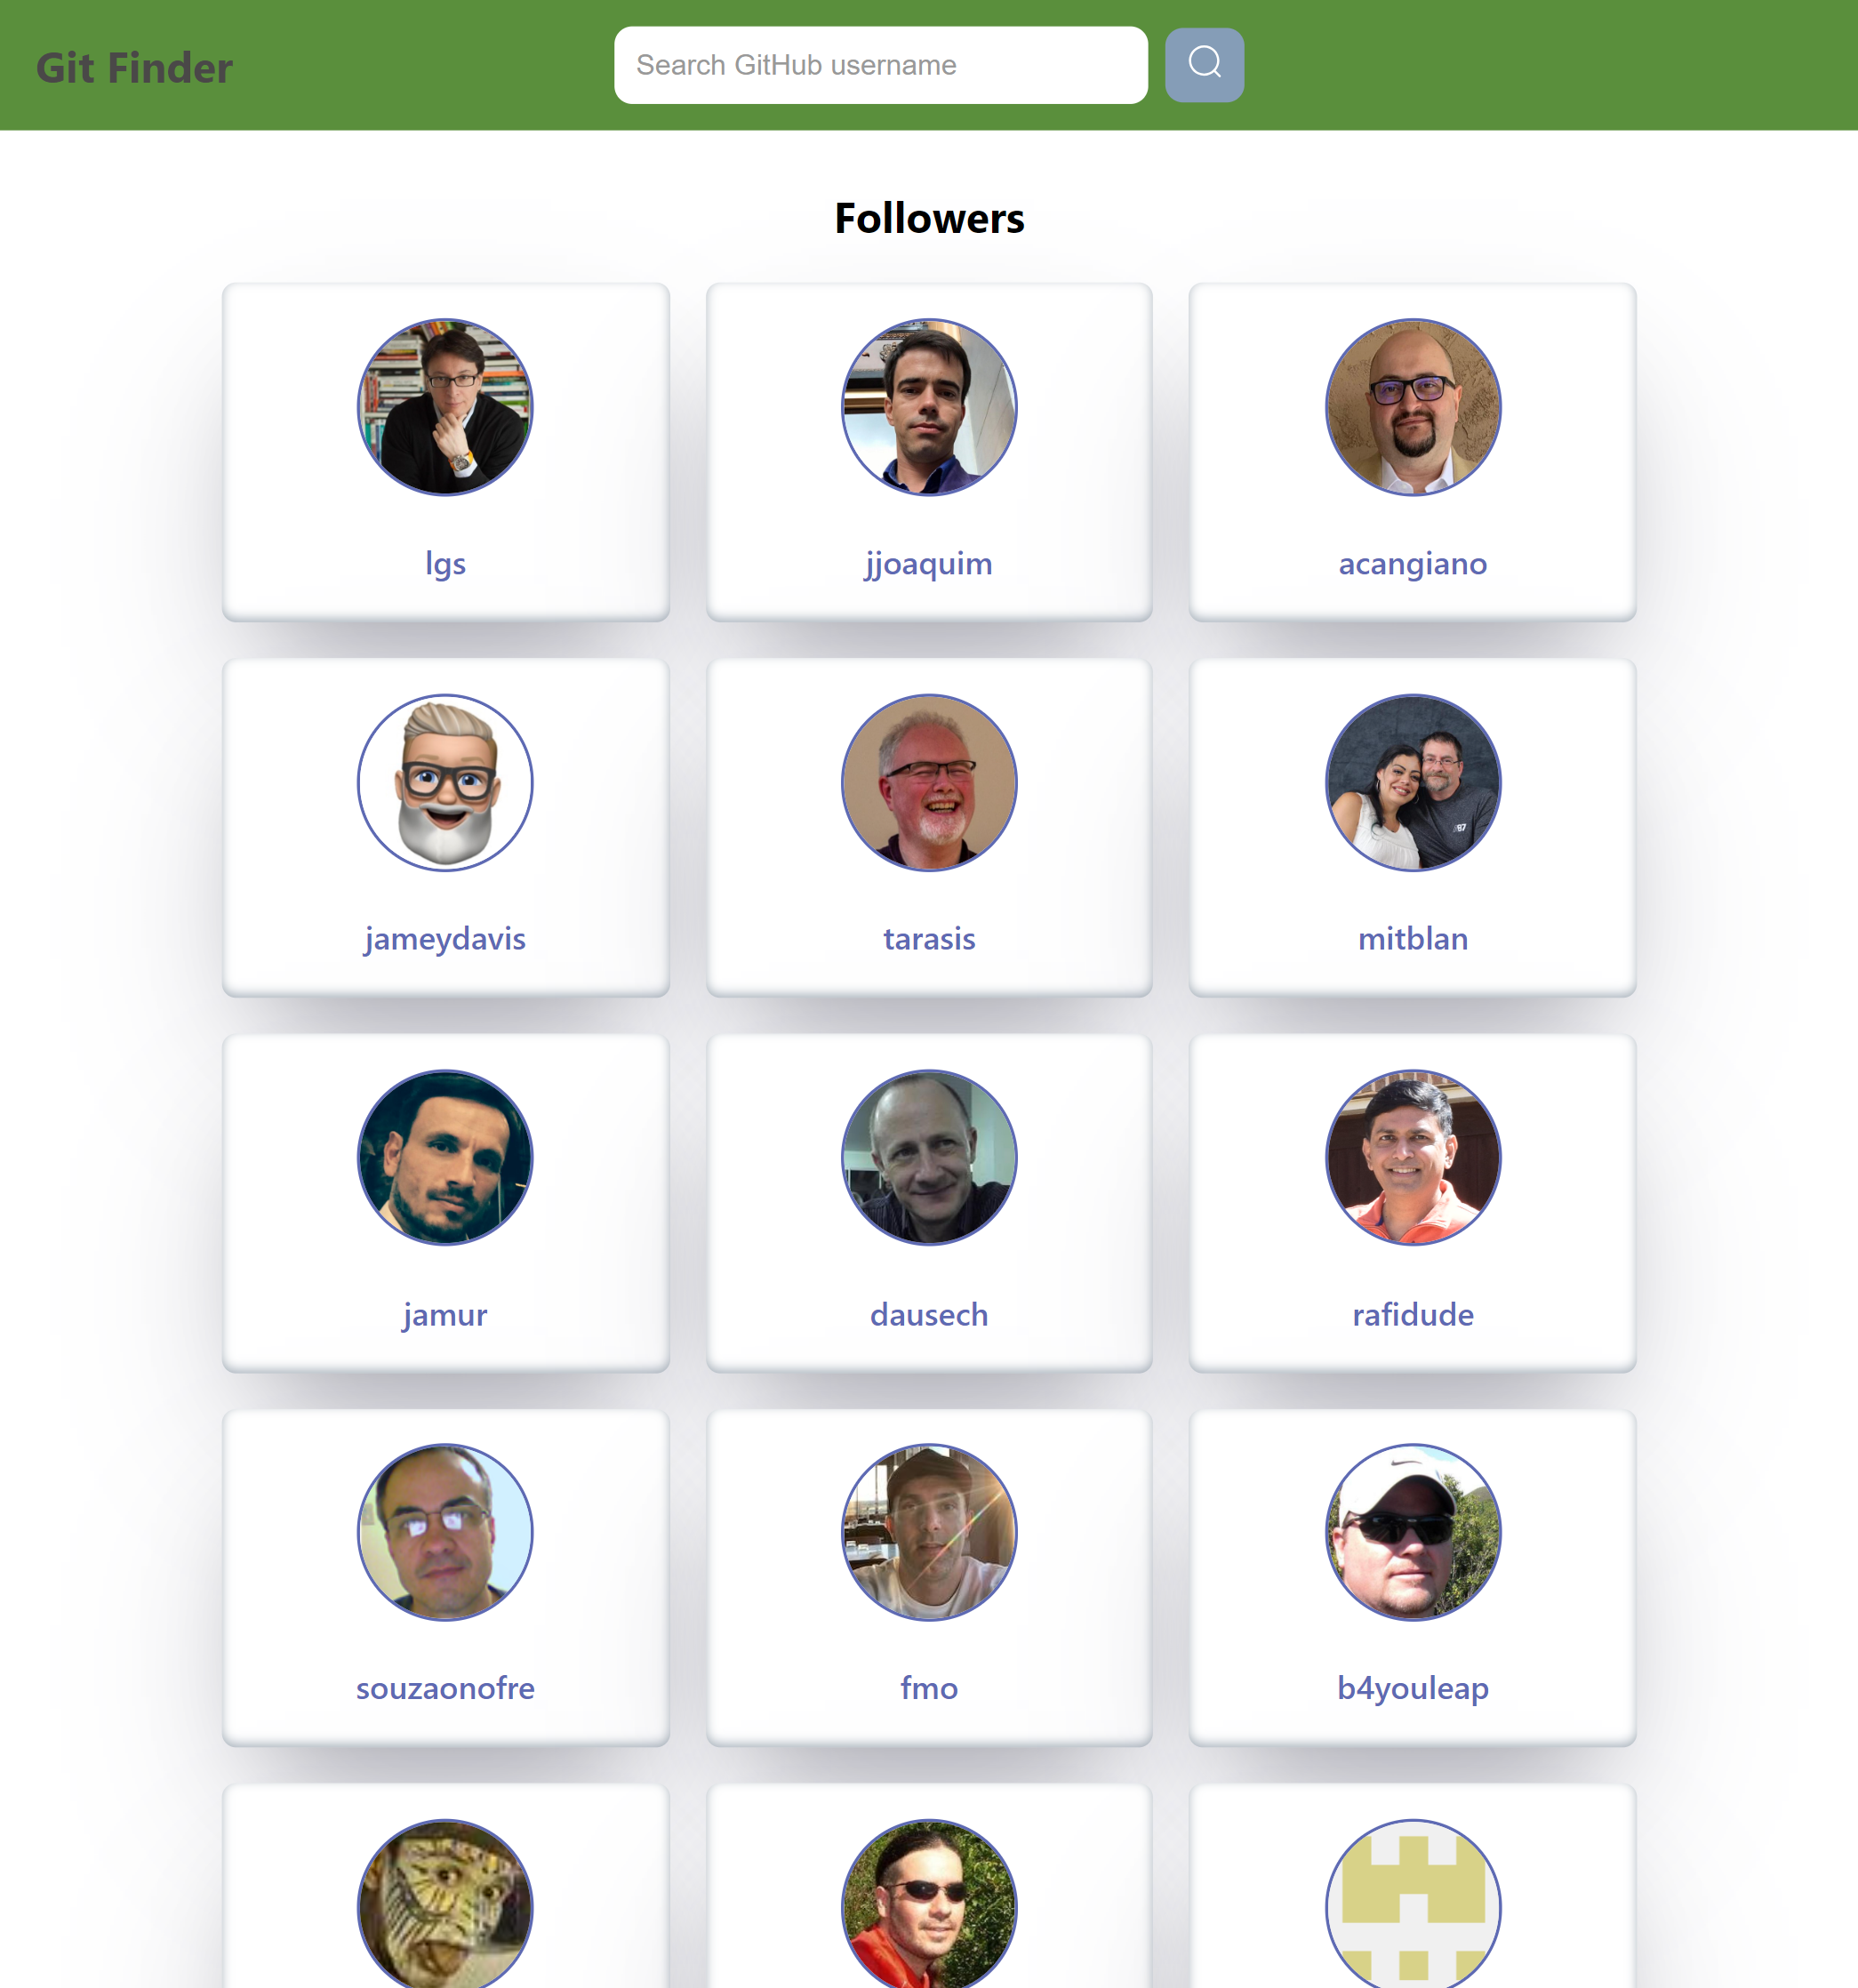 Git Finder
Search GitHub username
Followers
lgs
jjoaquim
acangiano
jameydavis
tarasis
mitblan
jamur
dausech
rafidude
souzaonofre
fmo
b4youleap